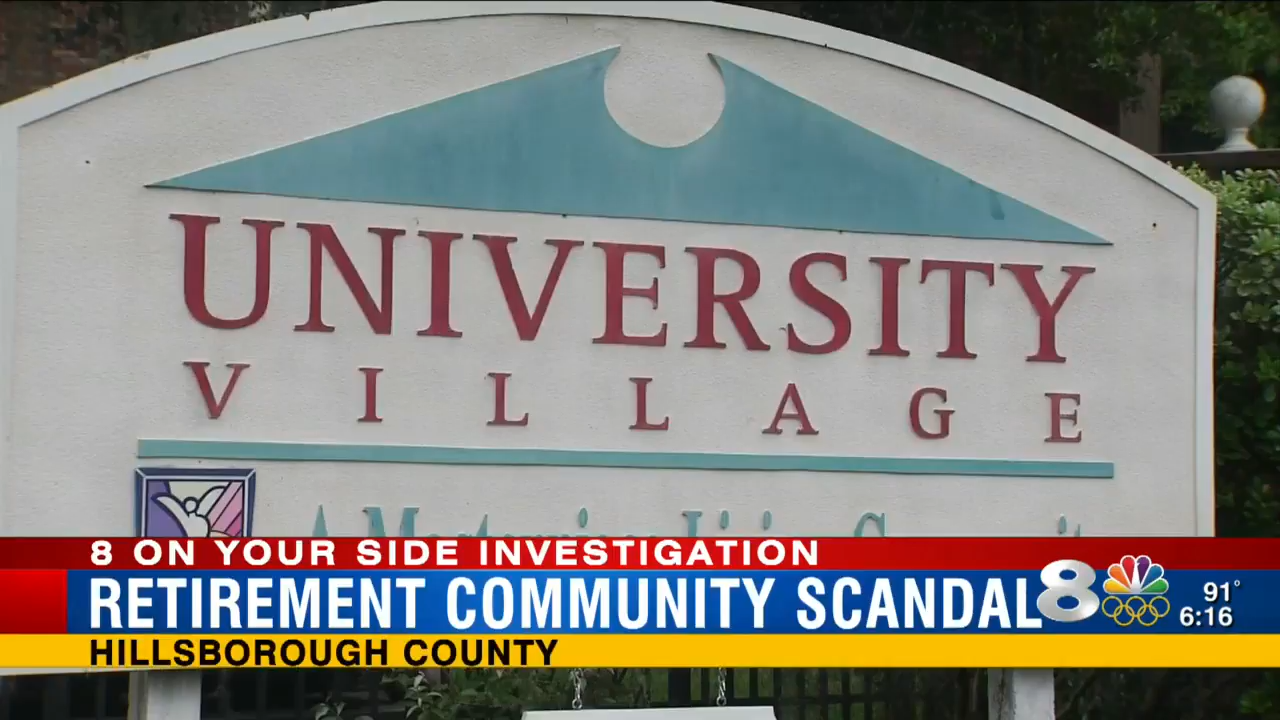 UNIVERSITY
VILLAGE
8 ON YOUR SIDE INVESTIGATION
RETIREMENT COMMUNITY SCANDAL
8
91°
6:16
HILLSBOROUGH COUNTY